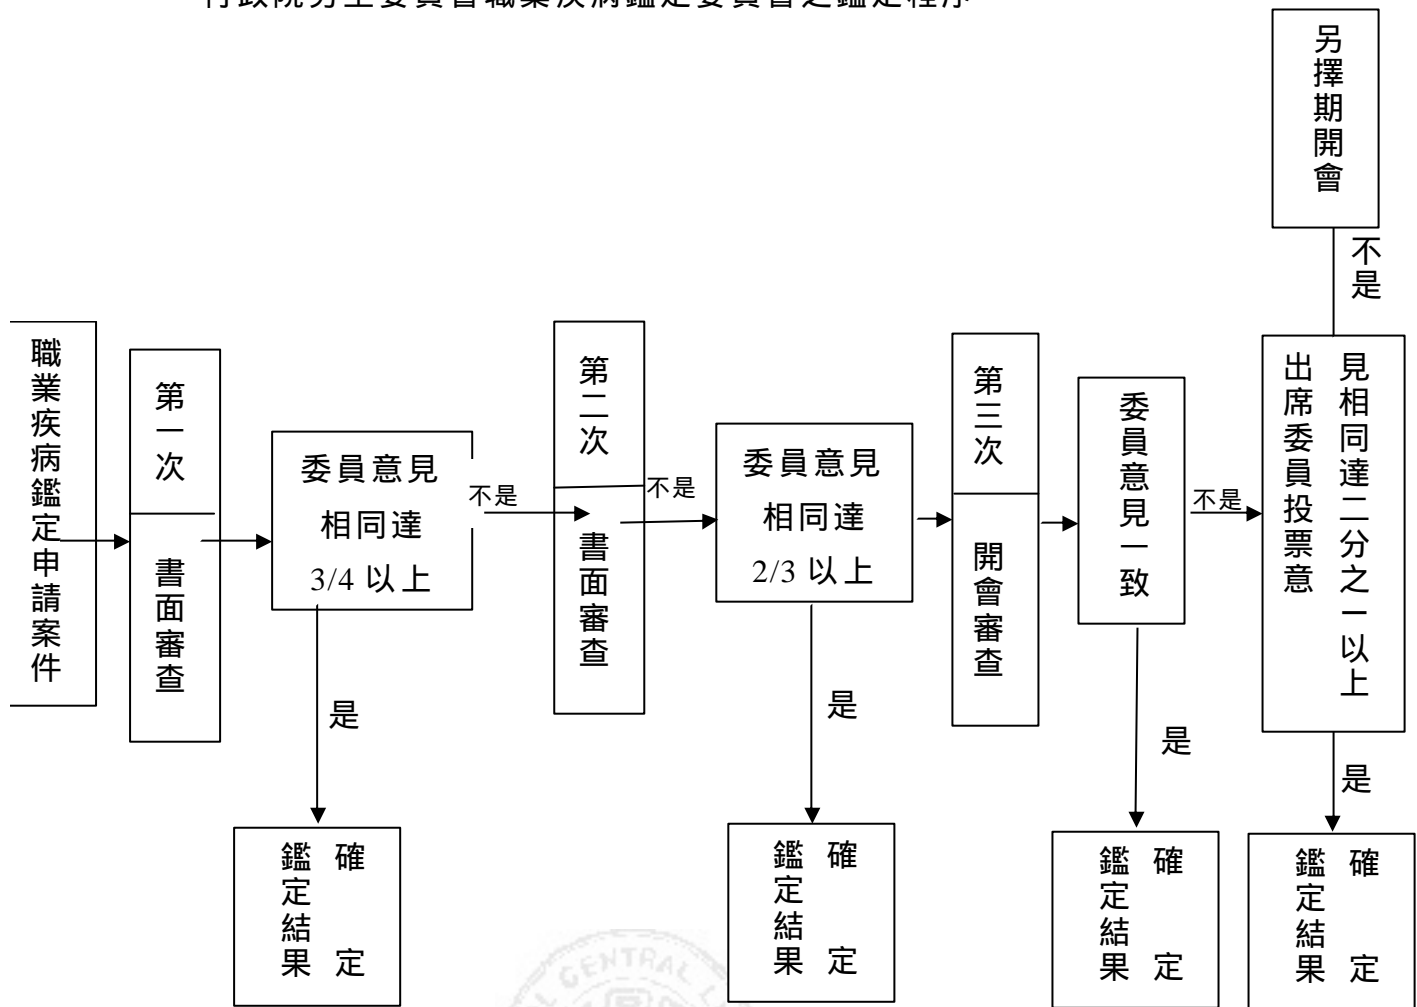 行政院勞工委員會職業疾病鑑定委員會之鑑定程序
另擇期開會
不是
職業疾病鑑定申請案件
第一次
書面審查
委員意見
相同達
3/4 以上
不是
第二次
書面審查
不是
委員意見
相同達
2/3 以上
第三次
開會審查
委員意見一致
不是
出席委員投票意
見相同達二分之一以上
是
是
是
是
鑑定結果
確定
鑑定結果
確定
鑑定結果
確定
鑑定結果
確定
CENTRAL